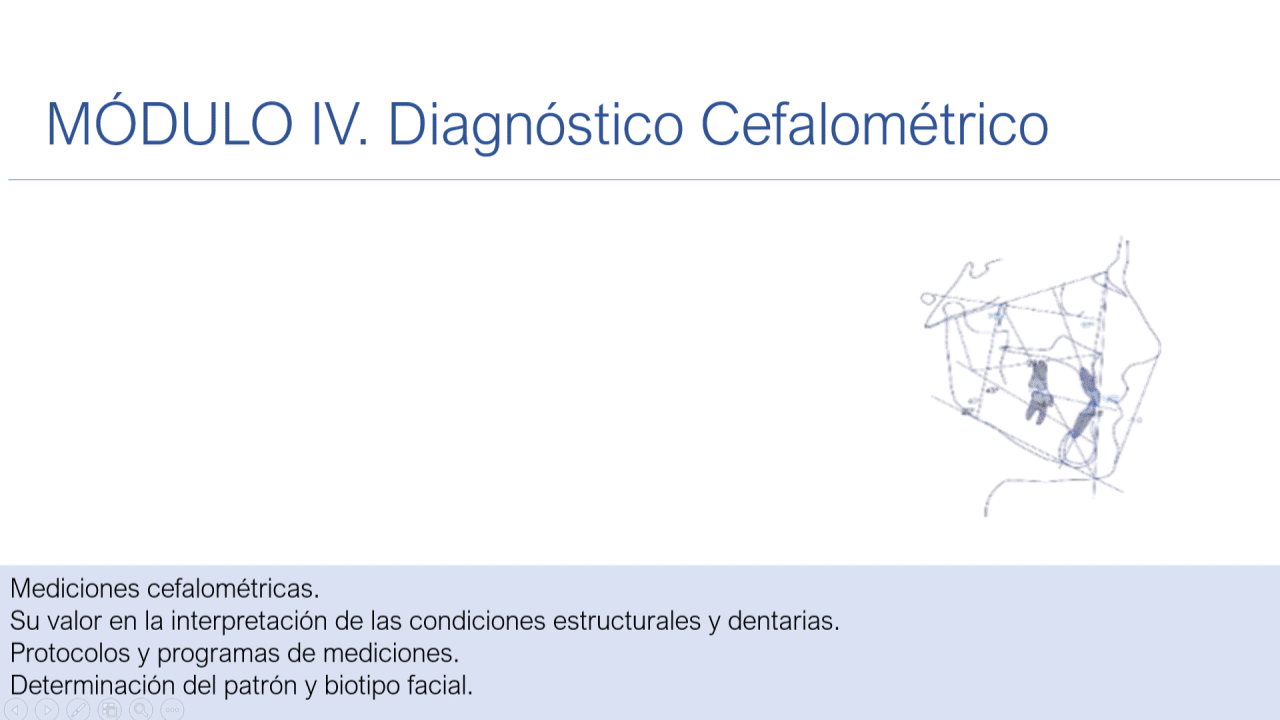 MÓDULO IV. Diagnóstico Cefalométrico
Mediciones cefalométricas.
Su valor en la interpretación de las condiciones estructurales y dentarias.
Protocolos y programas de mediciones.
Determinación del patrón y biotipo facial.